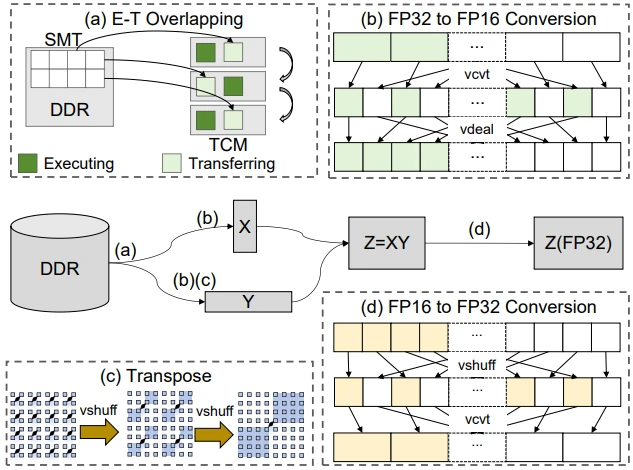 (a) E-T Overlapping
SMT
DDR
TCM
Executing
Transferring
(b) FP32 to FP16 Conversion
...
vcvt
vdeal
...
DDR
(a)
(b)
X
(b)(c)
Y
Z=XY
(d)
Z(FP32)
(c) Transpose
vshuff
vshuff
(d) FP16 to FP32 Conversion
...
vshuff
...
vcvt
...